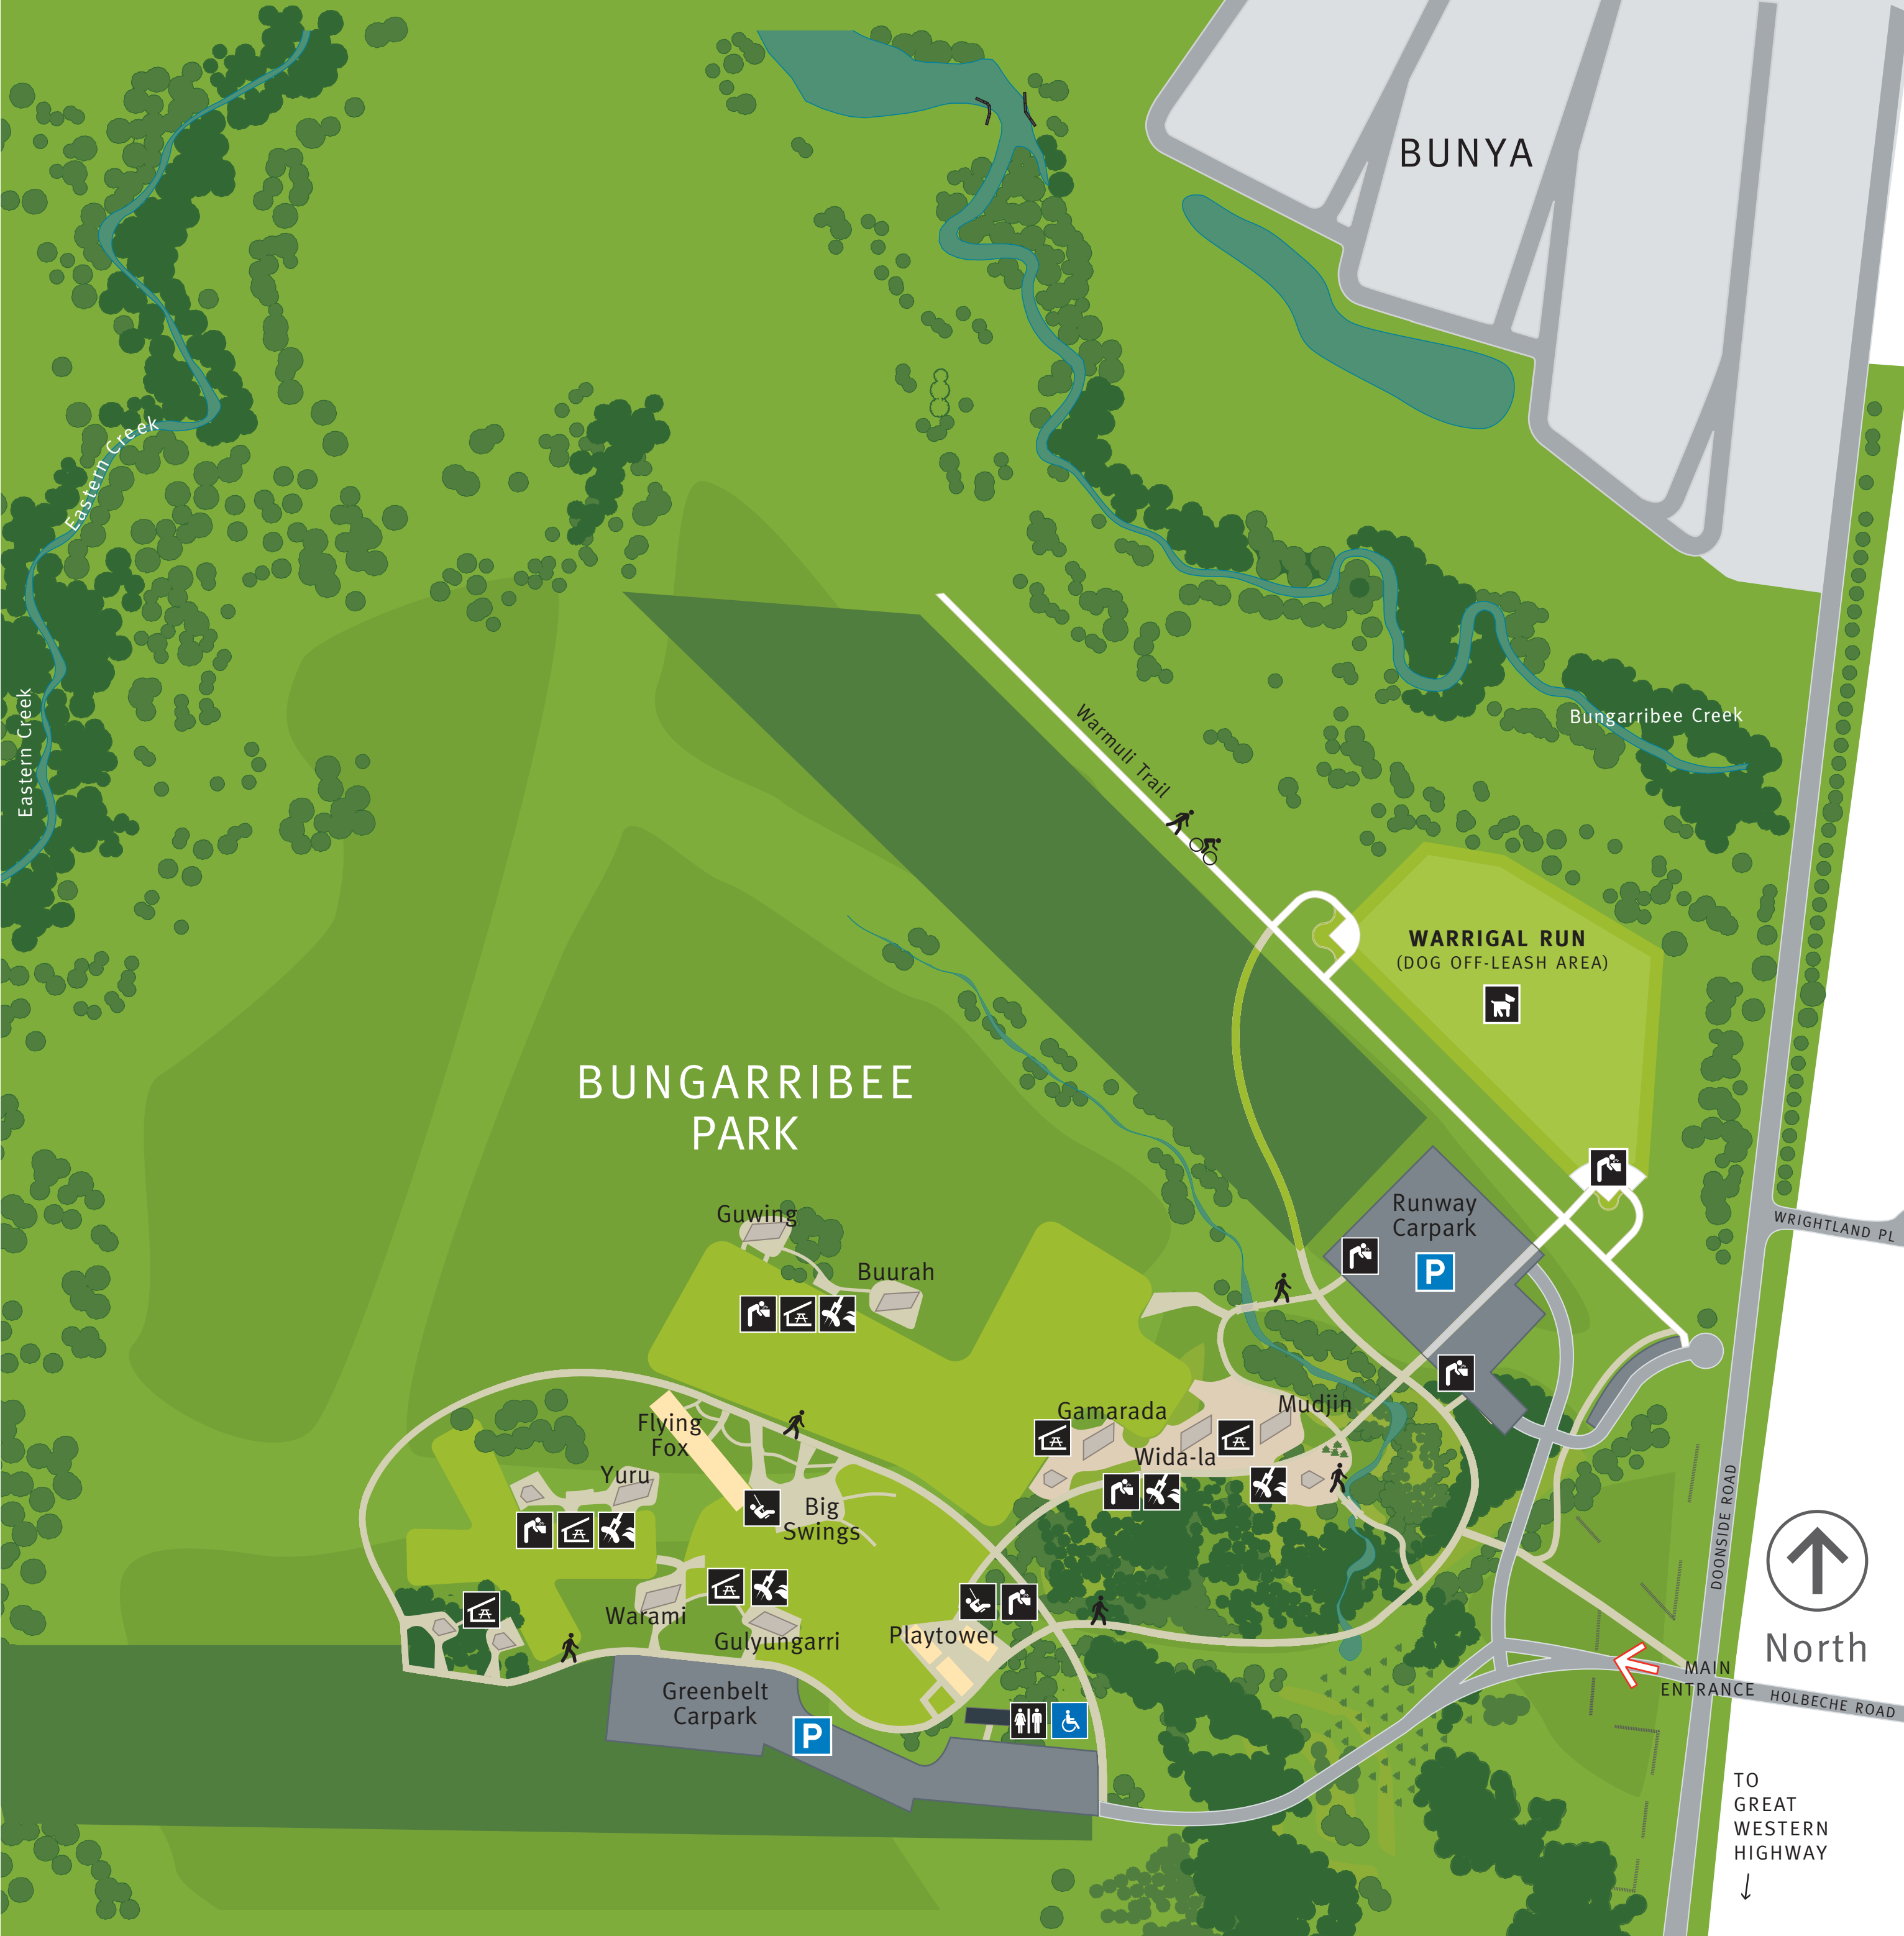 BUNYA
Eastern Creek
Eastern Creek
Bungarribee Creek
Warmuli Trail
WARRIGAL RUN
(DOG OFF-LEASH AREA)
BUNGARRIBEE
PARK
Runway
Carpark
P
WRIGHTLAND PL
Guwing
Buurah
Flying
Fox
Yuru
Big
Swings
Gamarada
Mudjin
Wida-la
Warami
Gulyungarri
Playtower
Greenbelt
Carpark
P
DOONSIDE ROAD
North
MAIN
ENTRANCE
HOLBECHE ROAD
TO
GREAT
WESTERN
HIGHWAY